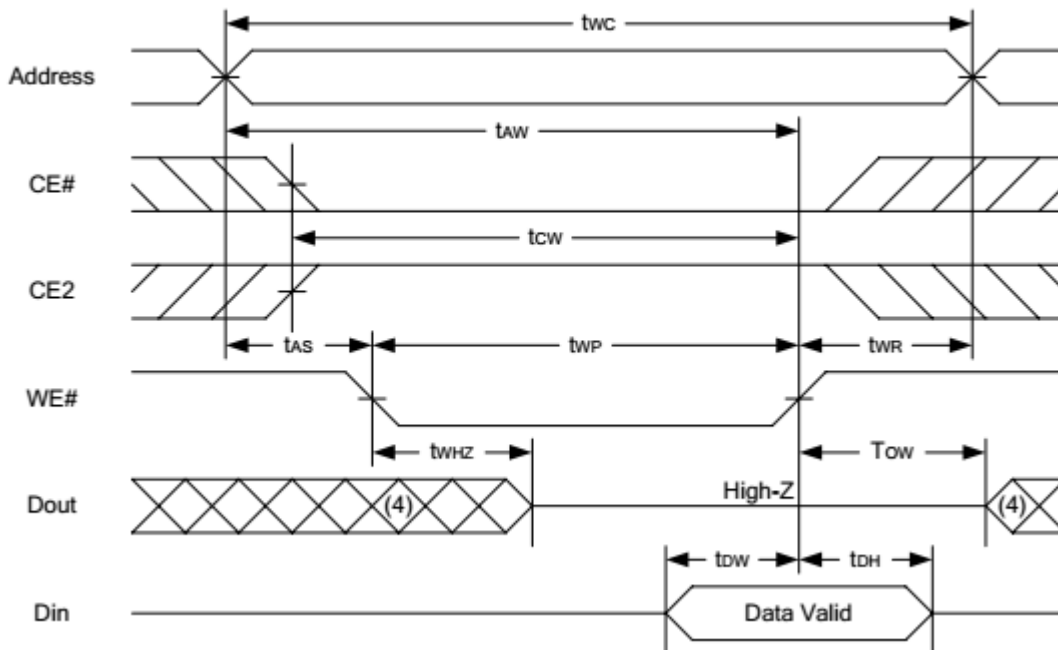 tWC
Address
tAW
CE#
tCW
CE2
tAS tWP tWR
WE#
tWHZ TOW
Dout (4) High-Z (4)
tDW tDH
Din Data Valid